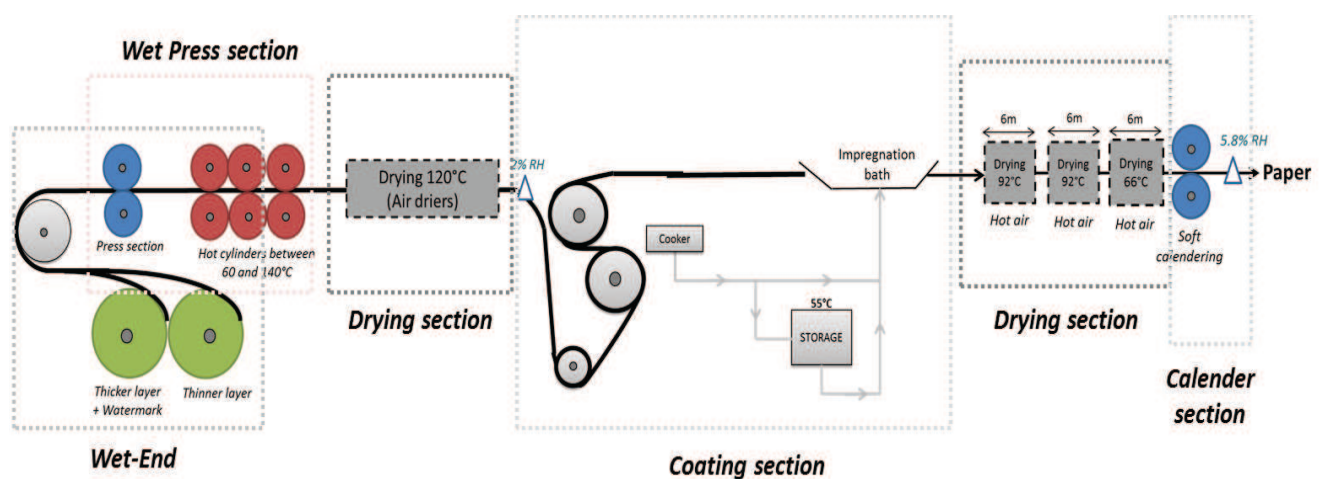 Wet Press section
Press section
Hot cylinders between
60 and 140°C
Thicker layer
+ Watermark
Thinner layer
Wet-End
Drying 120°C
(Air driers)
Drying section
2% RH
Impregnation
bath
Cooker
55°C
STORAGE
Coating section
6m
6m
6m
Drying
92°C
Drying
92°C
Drying
66°C
Hot air
Hot air
Hot air
Drying section
5.8% RH
Paper
Soft
calendering
Calender
section